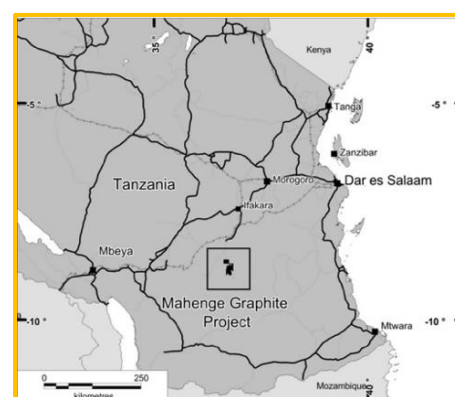 35
40
Kenya
-5°
-5°
Tanga
Zanzibar
Tanzania
Morogoro
Dar es Salaam
Ifakara
Mbeya
Mahenge Graphite
Project
-10°
-10°
Mtwara
0
250
kilometres
Mozambique
40